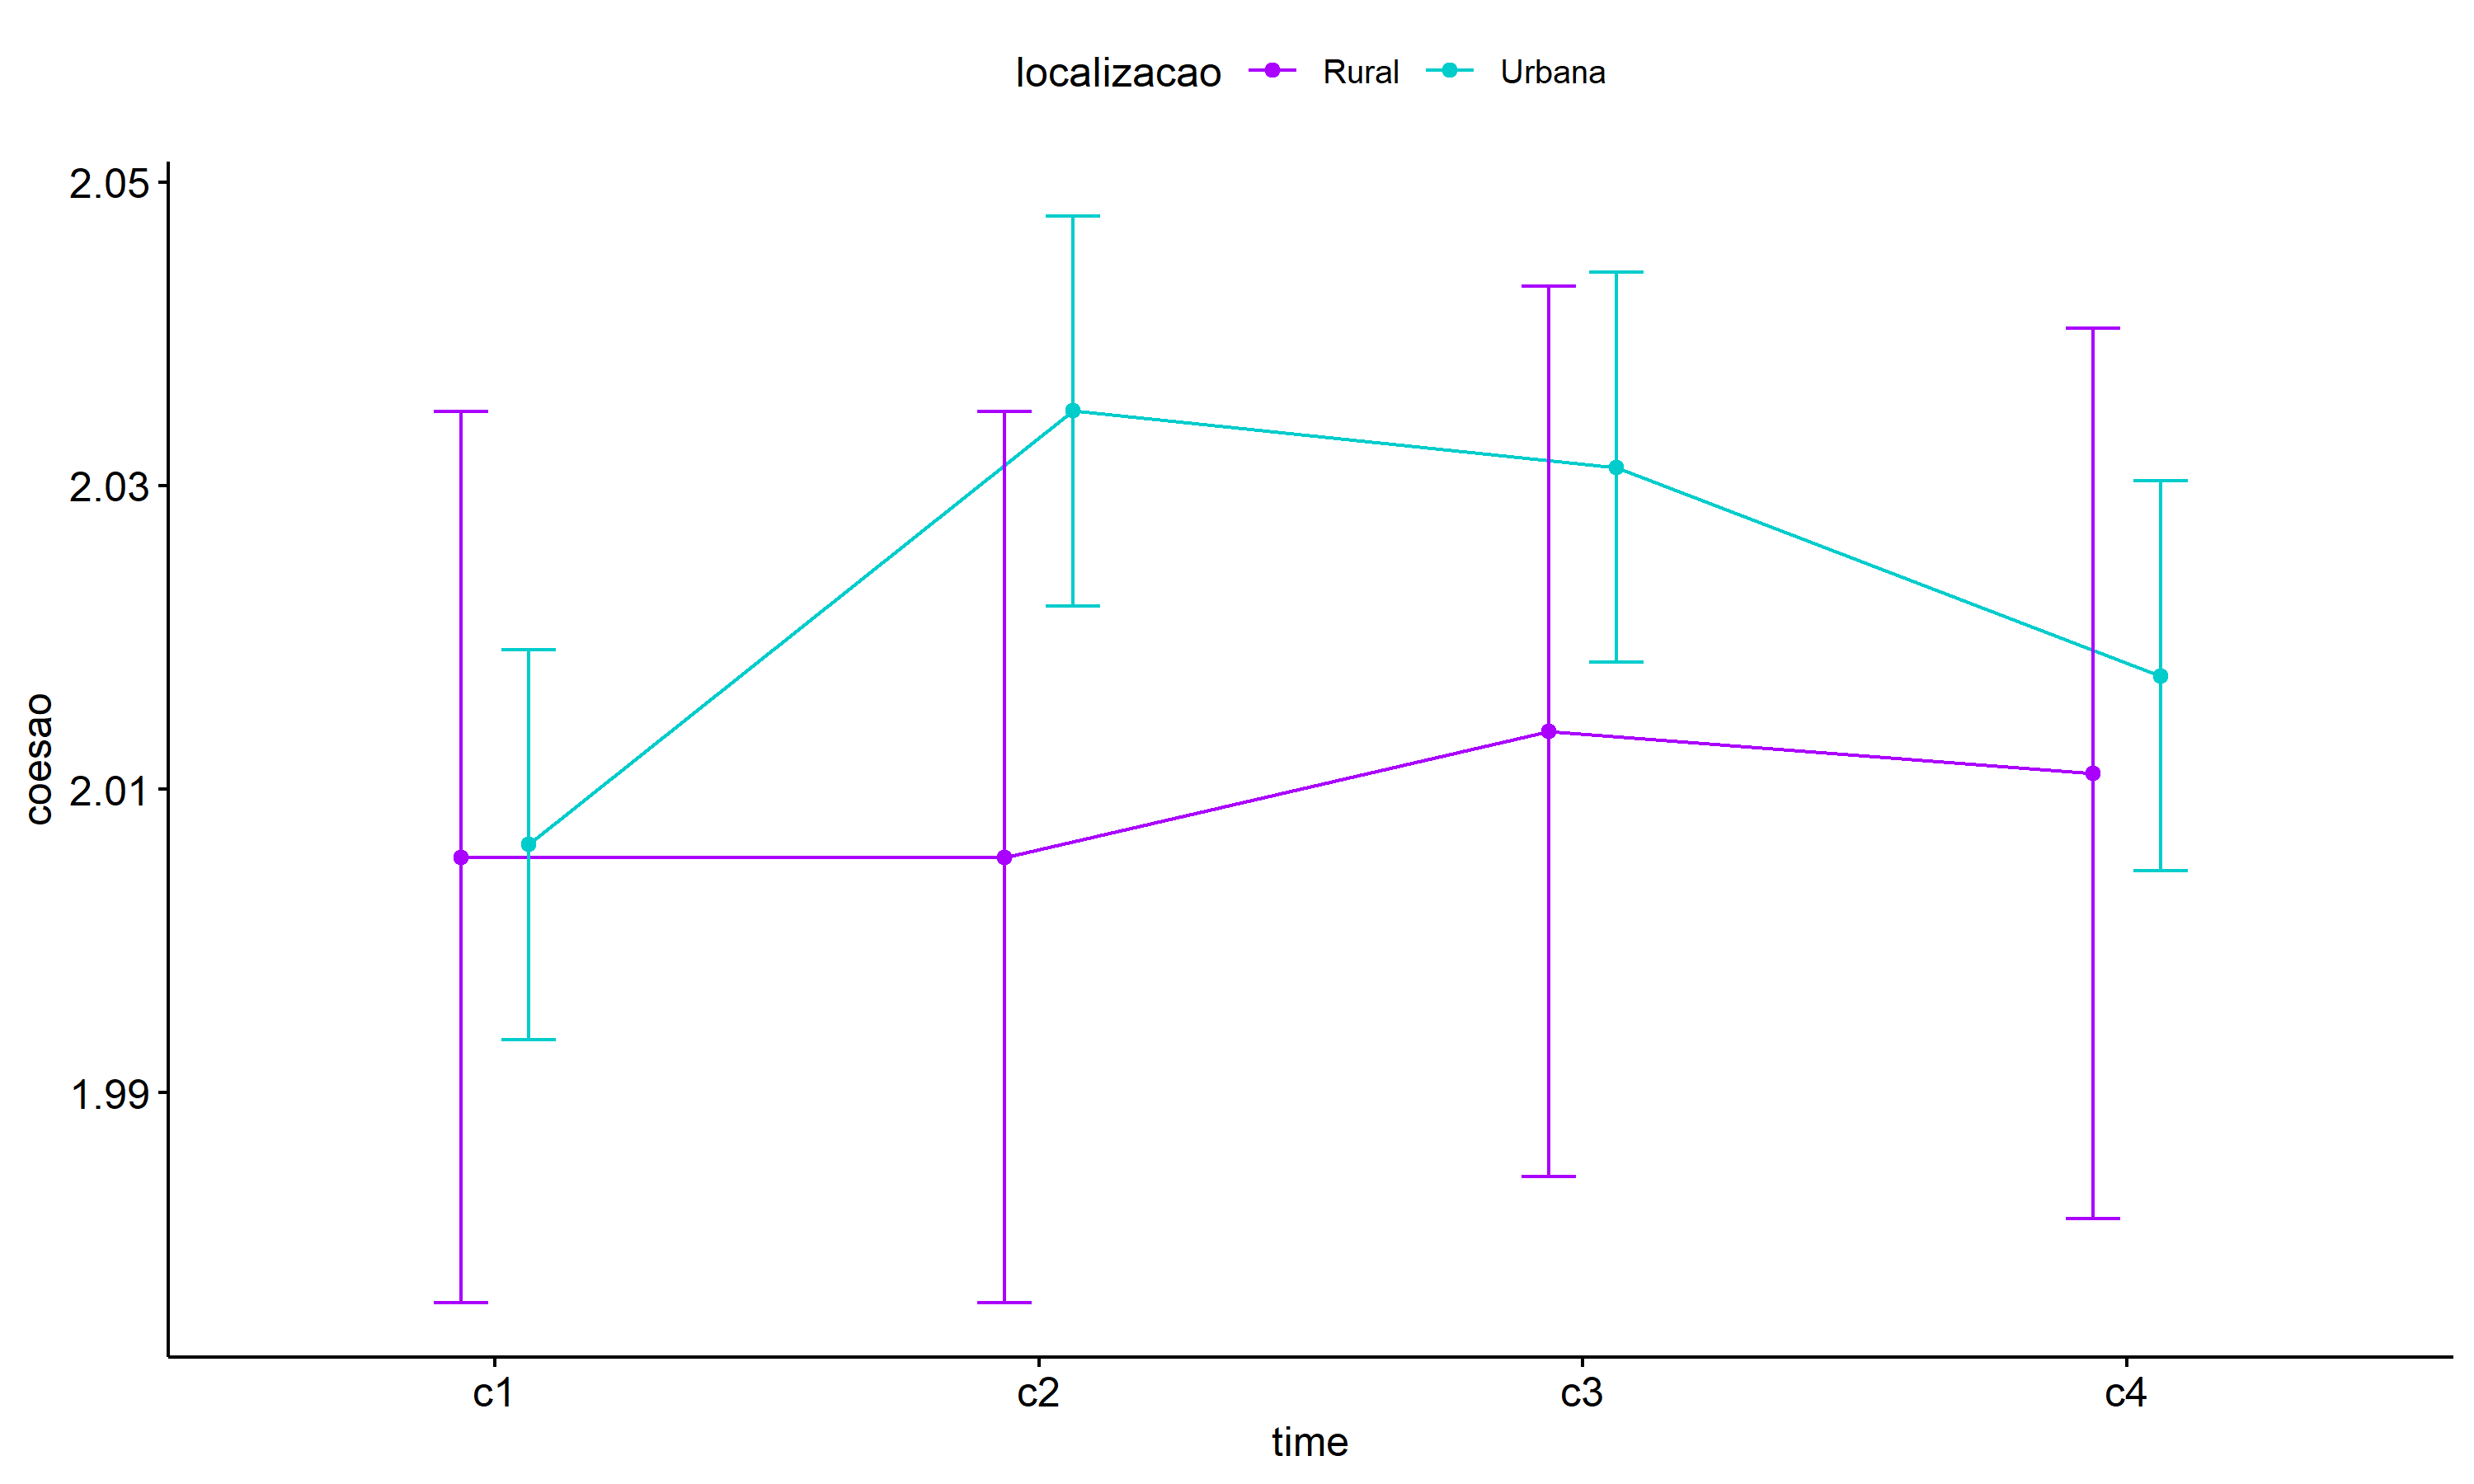 localizacao Rural Urbana
2.05
2.03
2.01
1.99
coesao
c1 c2 c3 c4
time